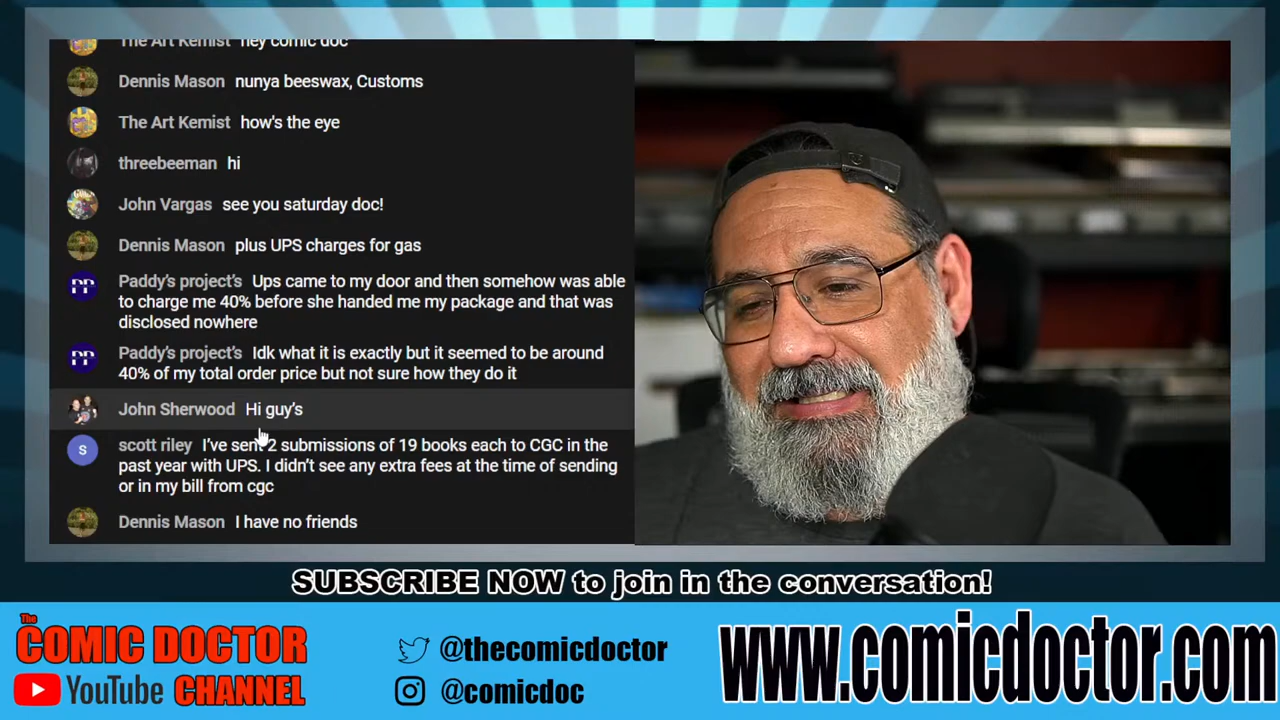 The Art Kemist hey comic doc
Dennis Mason nunya beeswax, Customs
The Art Kemist how's the eye
threebeeman hi
John Vargas see you saturday doc!
Dennis Mason plus UPS charges for gas
Paddy's project's Ups came to my door and then somehow was able
to charge me 40% before she handed me my package and that was
disclosed nowhere
Paddy's project's Idk what it is exactly but it seemed to be around
40% of my total order price but not sure how they do it
John Sherwood Hi guy's
scott riley I've sent 2 submissions of 19 books each to CGC in the
past year with UPS. I didn't see any extra fees at the time of sending
or in my bill from cgc
Dennis Mason I have no friends
SUBSCRIBE NOW to join in the conversation!
The
COMIC DOCTOR
YouTube CHANNEL
@thecomicdoctor
@comicdoc
www.comicdoctor.com